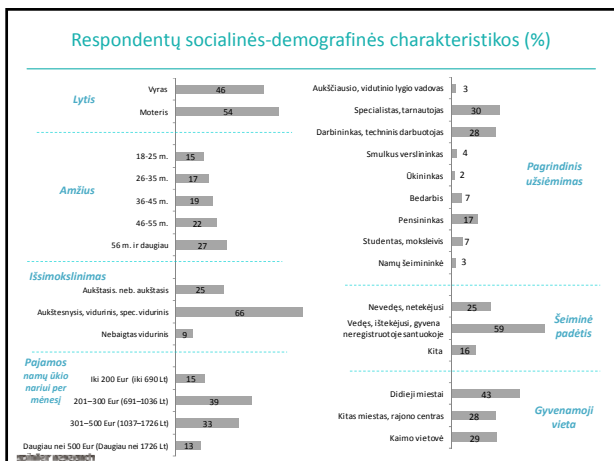 Respondentų socialinės-demografinės charakteristikos (%)
Lytis
Vyras 46
Moteris 54
Amžius
18-25 m. 15
26-35 m. 17
36-45 m. 19
46-55 m. 22
56 m. ir daugiau 27
Išsimokslinimas
Aukštasis. neb. aukštasis 25
Aukštesnysis, vidurinis, spec. vidurinis 66
Nebaigtas vidurinis 9
Pajamos
namų ūkio
nariui per
mėnesį
Iki 200 Eur (iki 690 Lt) 15
201–300 Eur (691–1036 Lt) 39
301–500 Eur (1037–1726 Lt) 33
Daugiau nei 500 Eur (Daugiau nei 1726 Lt) 13
Aukščiausio, vidutinio lygio vadovas 3
Specialistas, tarnautojas 30
Darbininkas, techninis darbuotojas 28
Smulkus verslininkas 4
Ūkininkas 2
Bedarbis 7
Pensininkas 17
Studentas, moksleivis 7
Namų šeimininkė 3
Pagrindinis
užsiėmimas
Nevedęs, netekėjusi 25
Vedęs, ištekėjusi, gyvena
neregistruotoje santuokoje 59
Kita 16
Šeiminė
padėtis
Didieji miestai 43
Kitas miestas, rajono centras 28
Kaimo vietovė 29
Gyvenamoji
vieta